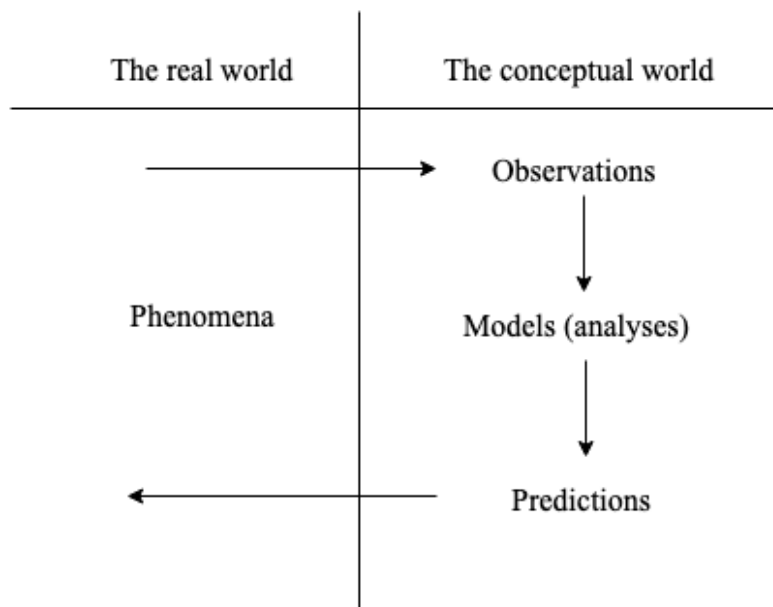 The real world
The conceptual world
Observations
Phenomena
Models (analyses)
Predictions